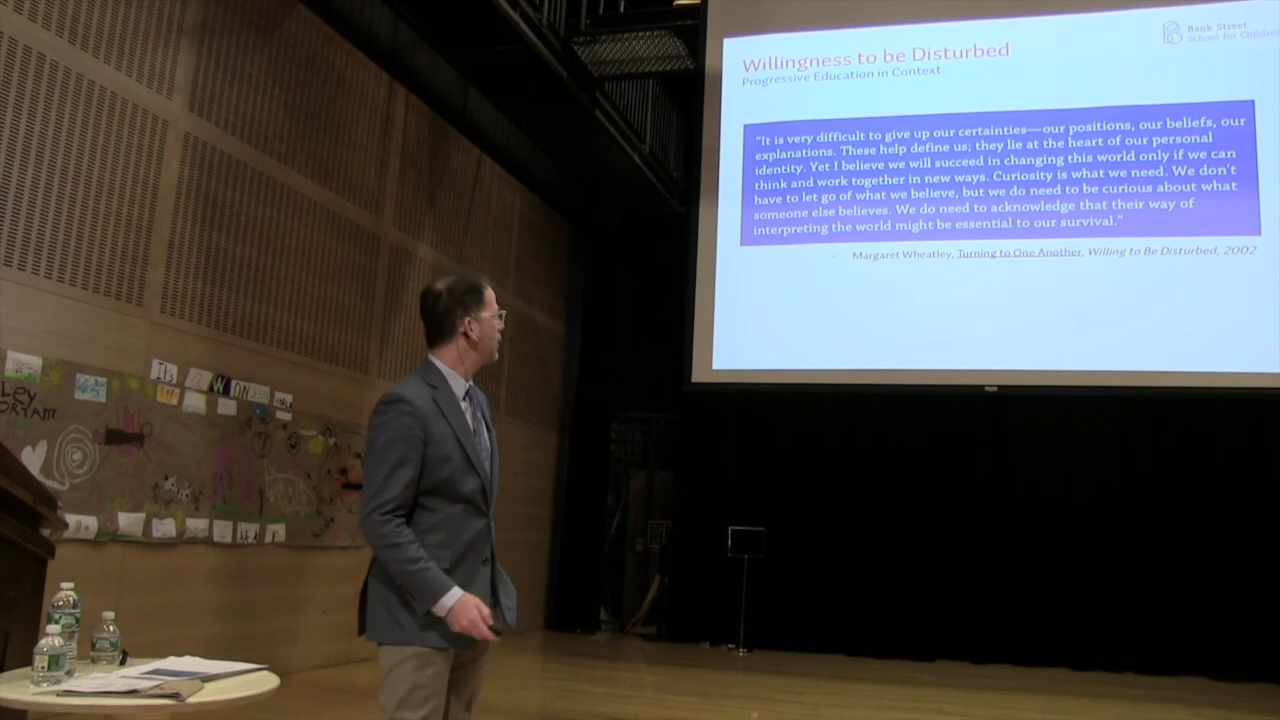 Bank Street
School for Children
Willingness to be Disturbed
Progressive Education in Context
"It is very difficult to give up our certainties—our positions, our beliefs, our
explanations. These help define us; they lie at the heart of our personal
identity. Yet I believe we will succeed in changing this world only if we can
think and work together in new ways. Curiosity is what we need. We don't
have to let go of what we believe, but we do need to be curious about what
someone else believes. We do need to acknowledge that their way of
interpreting the world might be essential to our survival."
Margaret Wheatley, Turning to One Another, Willing to Be Disturbed, 2002
It's a WONS
LEY